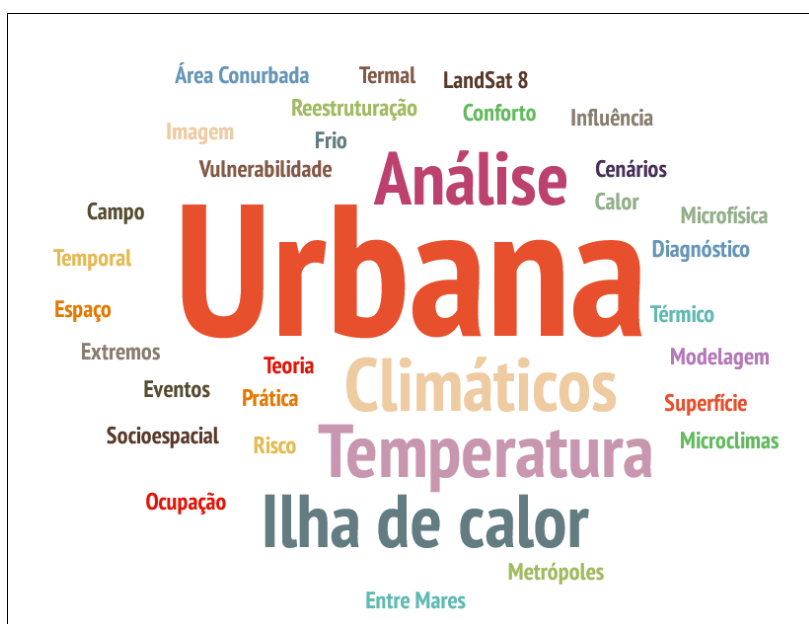 Área Conurbada
Termal
LandSat 8
Reestruturação
Conforto
Influência
Imagem
Frio
Vulnerabilidade
Análise
Cenários
Calor
Campo
Microfísica
Urbana
Temporal
Diagnóstico
Espaço
Térmico
Extremos
Teoria
Climáticos
Modelagem
Eventos
Prática
Superfície
Socioespacial
Risco
Temperatura
Microclimas
Ocupação
Ilha de calor
Metrópoles
Entre Mares